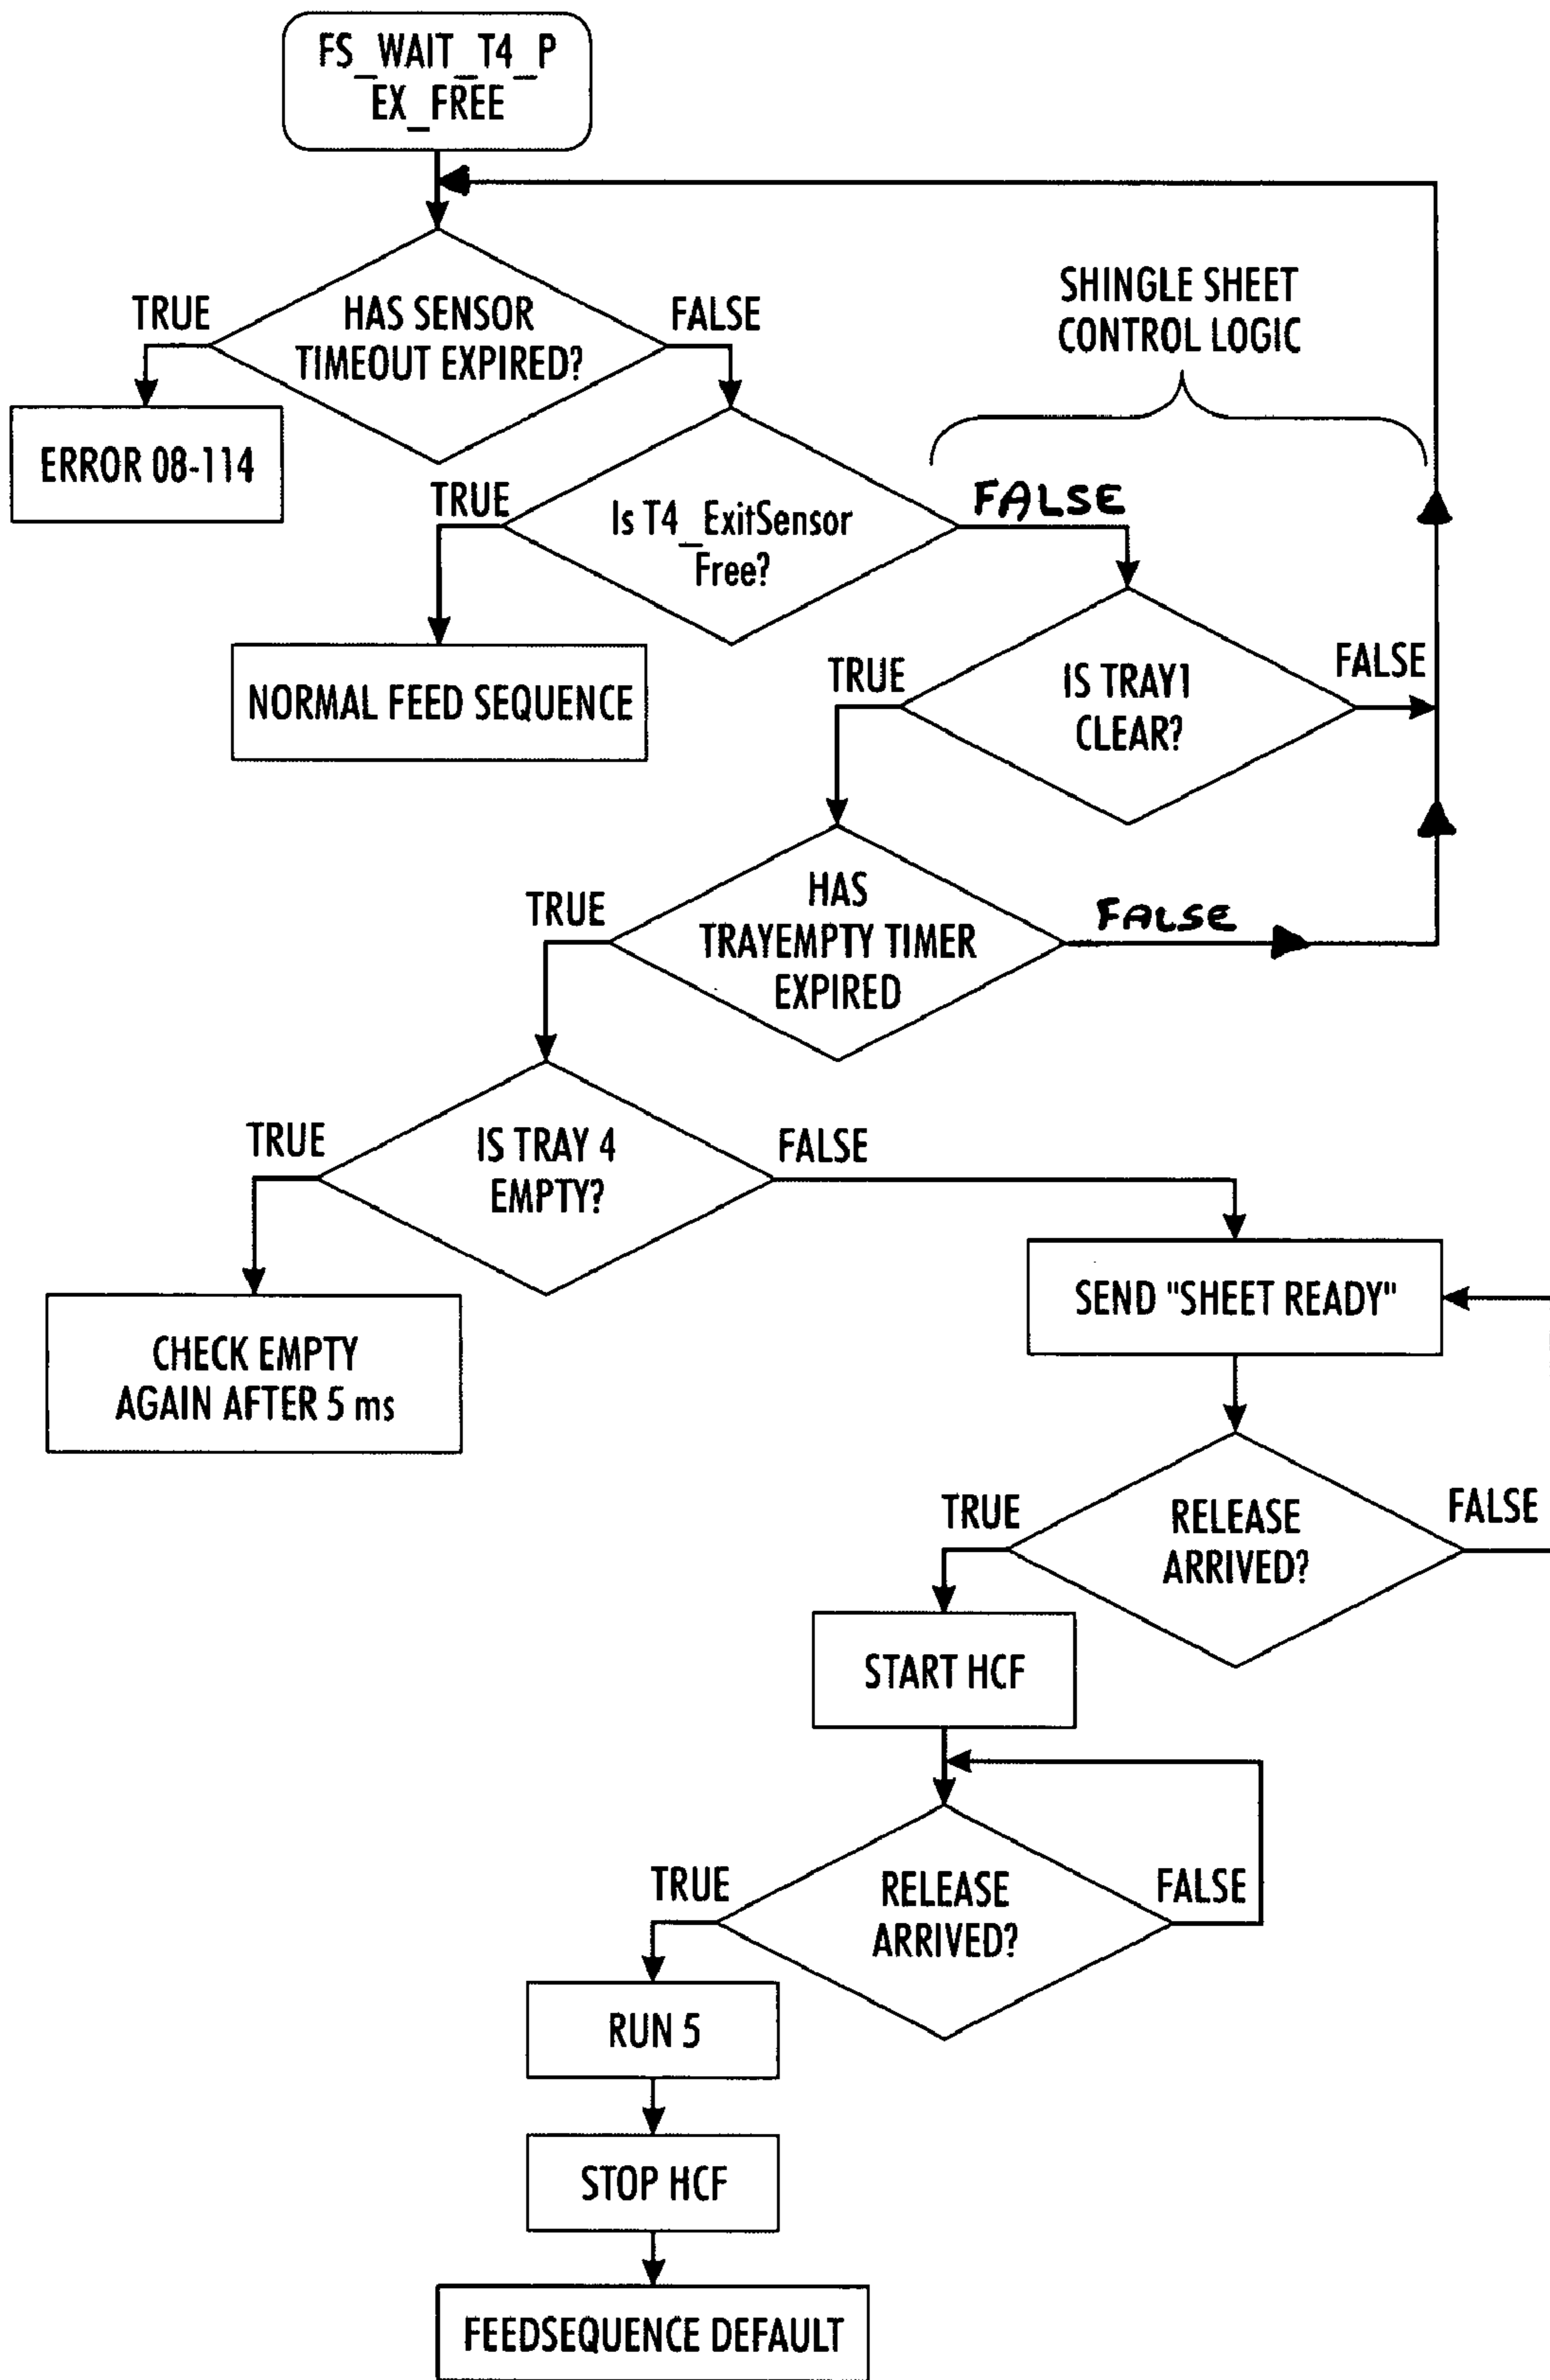 FS_WAIT_T4_P
EX_FREE
TRUE
HAS SENSOR
TIMEOUT EXPIRED?
FALSE
SHINGLE SHEET
CONTROL LOGIC
ERROR 08-114
TRUE
Is T4_ExitSensor
Free?
FALSE
NORMAL FEED SEQUENCE
TRUE
IS TRAY1
CLEAR?
FALSE
TRUE
HAS
TRAYEMPTY TIMER
EXPIRED
FALSE
TRUE
IS TRAY 4
EMPTY?
FALSE
CHECK EMPTY
AGAIN AFTER 5 ms
SEND "SHEET READY"
TRUE
RELEASE
ARRIVED?
FALSE
START HCF
TRUE
RELEASE
ARRIVED?
FALSE
RUN 5
STOP HCF
FEEDSEQUENCE DEFAULT